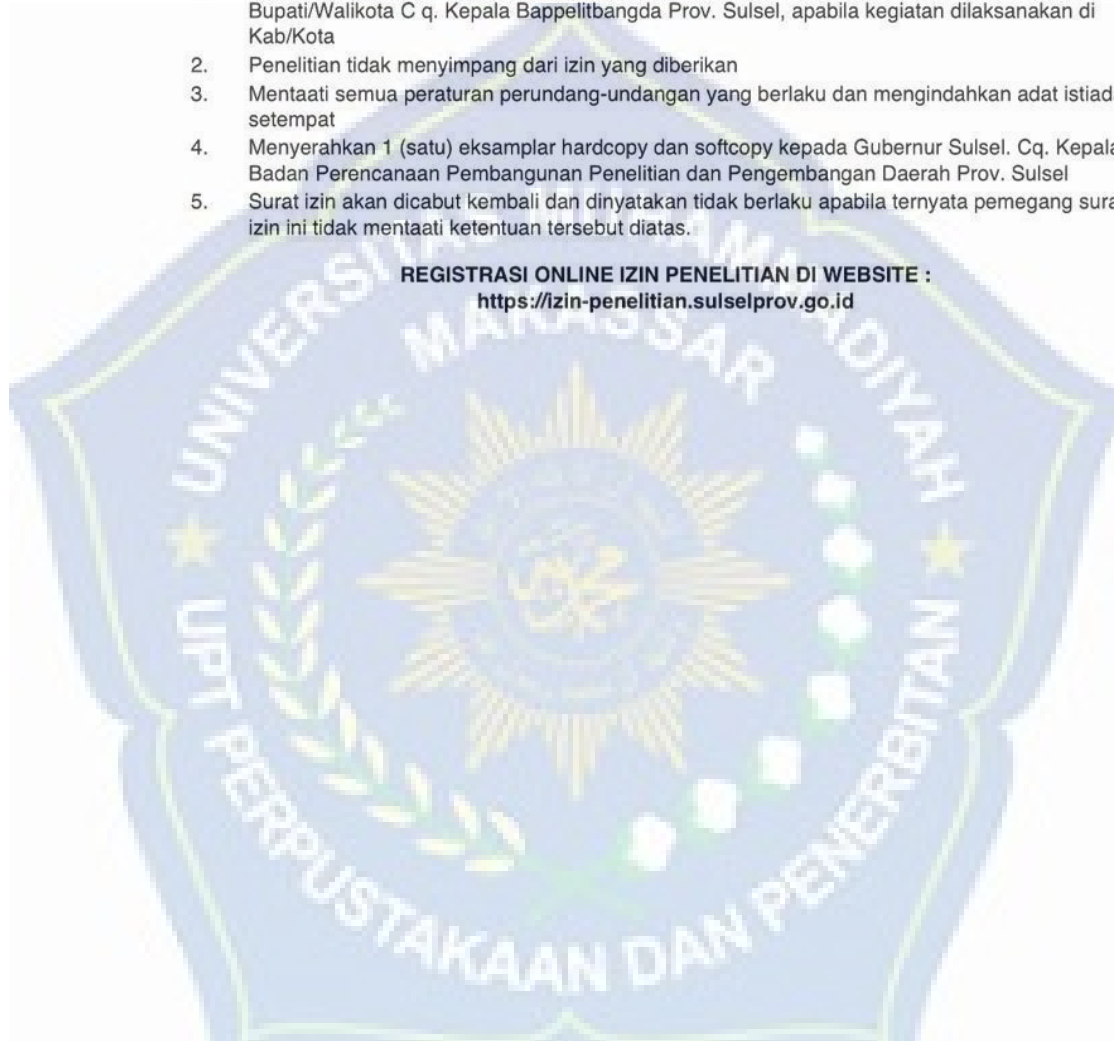 Bupati/Walikota C q. Kepala Bappelitbangda Prov. Sulsel, apabila kegiatan dilaksanakan di
Kab/Kota
2. Penelitian tidak menyimpang dari izin yang diberikan
3. Mentaati semua peraturan perundang-undangan yang berlaku dan mengindahkan adat istiad
setempat
4. Menyerahkan 1 (satu) eksamplar hardcopy dan softcopy kepada Gubernur Sulsel. Cq. Kepala
Badan Perencanaan Pembangunan Penelitian dan Pengembangan Daerah Prov. Sulsel
5. Surat izin akan dicabut kembali dan dinyatakan tidak berlaku apabila ternyata pemegang sura
izin ini tidak mentaati ketentuan tersebut diatas.
REGISTRASI ONLINE IZIN PENELITIAN DI WEBSITE :
https://izin-penelitian.sulselprov.go.id
UNIVERSITAS MUHAMMADIYAH
MAKASSAR
UPT PERPUSTAKAAN DAN PENERBITAN